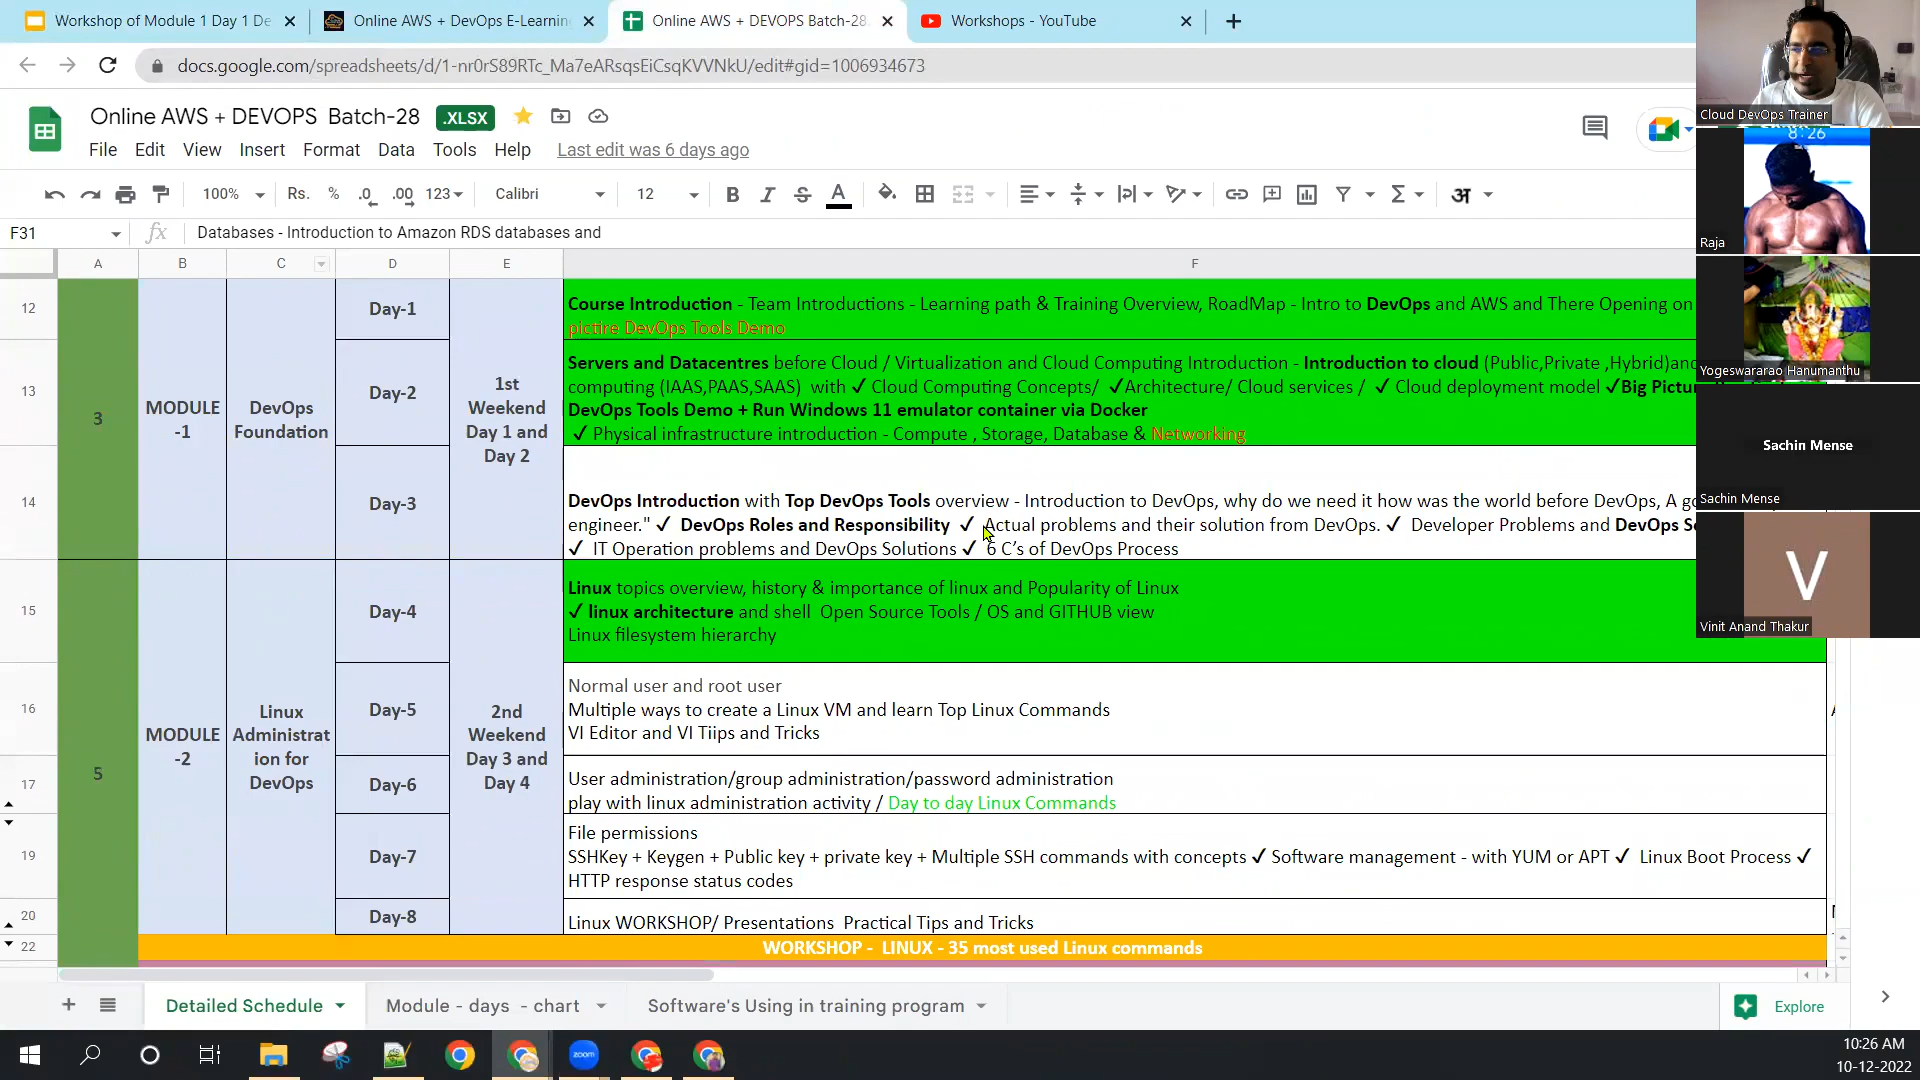 Workshop of Module 1 Day 1 De
Online AWS + DevOps E-Learnin
Online AWS + DEVOPS Batch-28
Workshops - YouTube
docs.google.com/spreadsheets/d/1-nr0rS89RTc_Ma7eARsqsEiCsqKVVNkU/edit#gid=1006934673
Online AWS + DEVOPS Batch-28
.XLSX
File Edit View Insert Format Data Tools Help Last edit was 6 days ago
100% Rs. % .0 .00 123 Calibri 12 B I S A अ
F31 fx Databases - Introduction to Amazon RDS databases and
A B C D E F
12
Day-1
Course Introduction - Team Introductions - Learning path & Training Overview, RoadMap - Intro to DevOps and AWS and There Opening on
pictire DevOps Tools Demo
13
3
MODULE
-1
DevOps
Foundation
Day-2
1st
Weekend
Day 1 and
Day 2
Servers and Datacentres before Cloud / Virtualization and Cloud Computing Introduction - Introduction to cloud (Public,Private ,Hybrid)and
computing (IAAS,PAAS,SAAS) with ✓ Cloud Computing Concepts/ ✓Architecture/ Cloud services / ✓ Cloud deployment model ✓Big Pictur
DevOps Tools Demo + Run Windows 11 emulator container via Docker
✓ Physical infrastructure introduction - Compute , Storage, Database & Networking
14
Day-3
DevOps Introduction with Top DevOps Tools overview - Introduction to DevOps, why do we need it how was the world before DevOps, A go
engineer." ✓ DevOps Roles and Responsibility ✓ Actual problems and their solution from DevOps. ✓ Developer Problems and DevOps S
✓ IT Operation problems and DevOps Solutions ✓ 6 C's of DevOps Process
15
Day-4
Linux topics overview, history & importance of linux and Popularity of Linux
✓ linux architecture and shell Open Source Tools / OS and GITHUB view
Linux filesystem hierarchy
16
5
MODULE
-2
Linux
Administrat
ion for
DevOps
Day-5
2nd
Weekend
Day 3 and
Day 4
Normal user and root user
Multiple ways to create a Linux VM and learn Top Linux Commands
VI Editor and VI Tiips and Tricks
17
Day-6
User administration/group administration/password administration
play with linux administration activity / Day to day Linux Commands
19
Day-7
File permissions
SSHKey + Keygen + Public key + private key + Multiple SSH commands with concepts ✓ Software management - with YUM or APT ✓ Linux Boot Process ✓
HTTP response status codes
20
Day-8
Linux WORKSHOP/ Presentations Practical Tips and Tricks
22
WORKSHOP - LINUX - 35 most used Linux commands
Detailed Schedule
Module - days - chart
Software's Using in training program
Explore
zoom
10:26 AM
10-12-2022
Cloud DevOps Trainer
8:26
Raja
Yogeswararao Hanumanthu
Sachin Mense
Sachin Mense
V
Vinit Anand Thakur